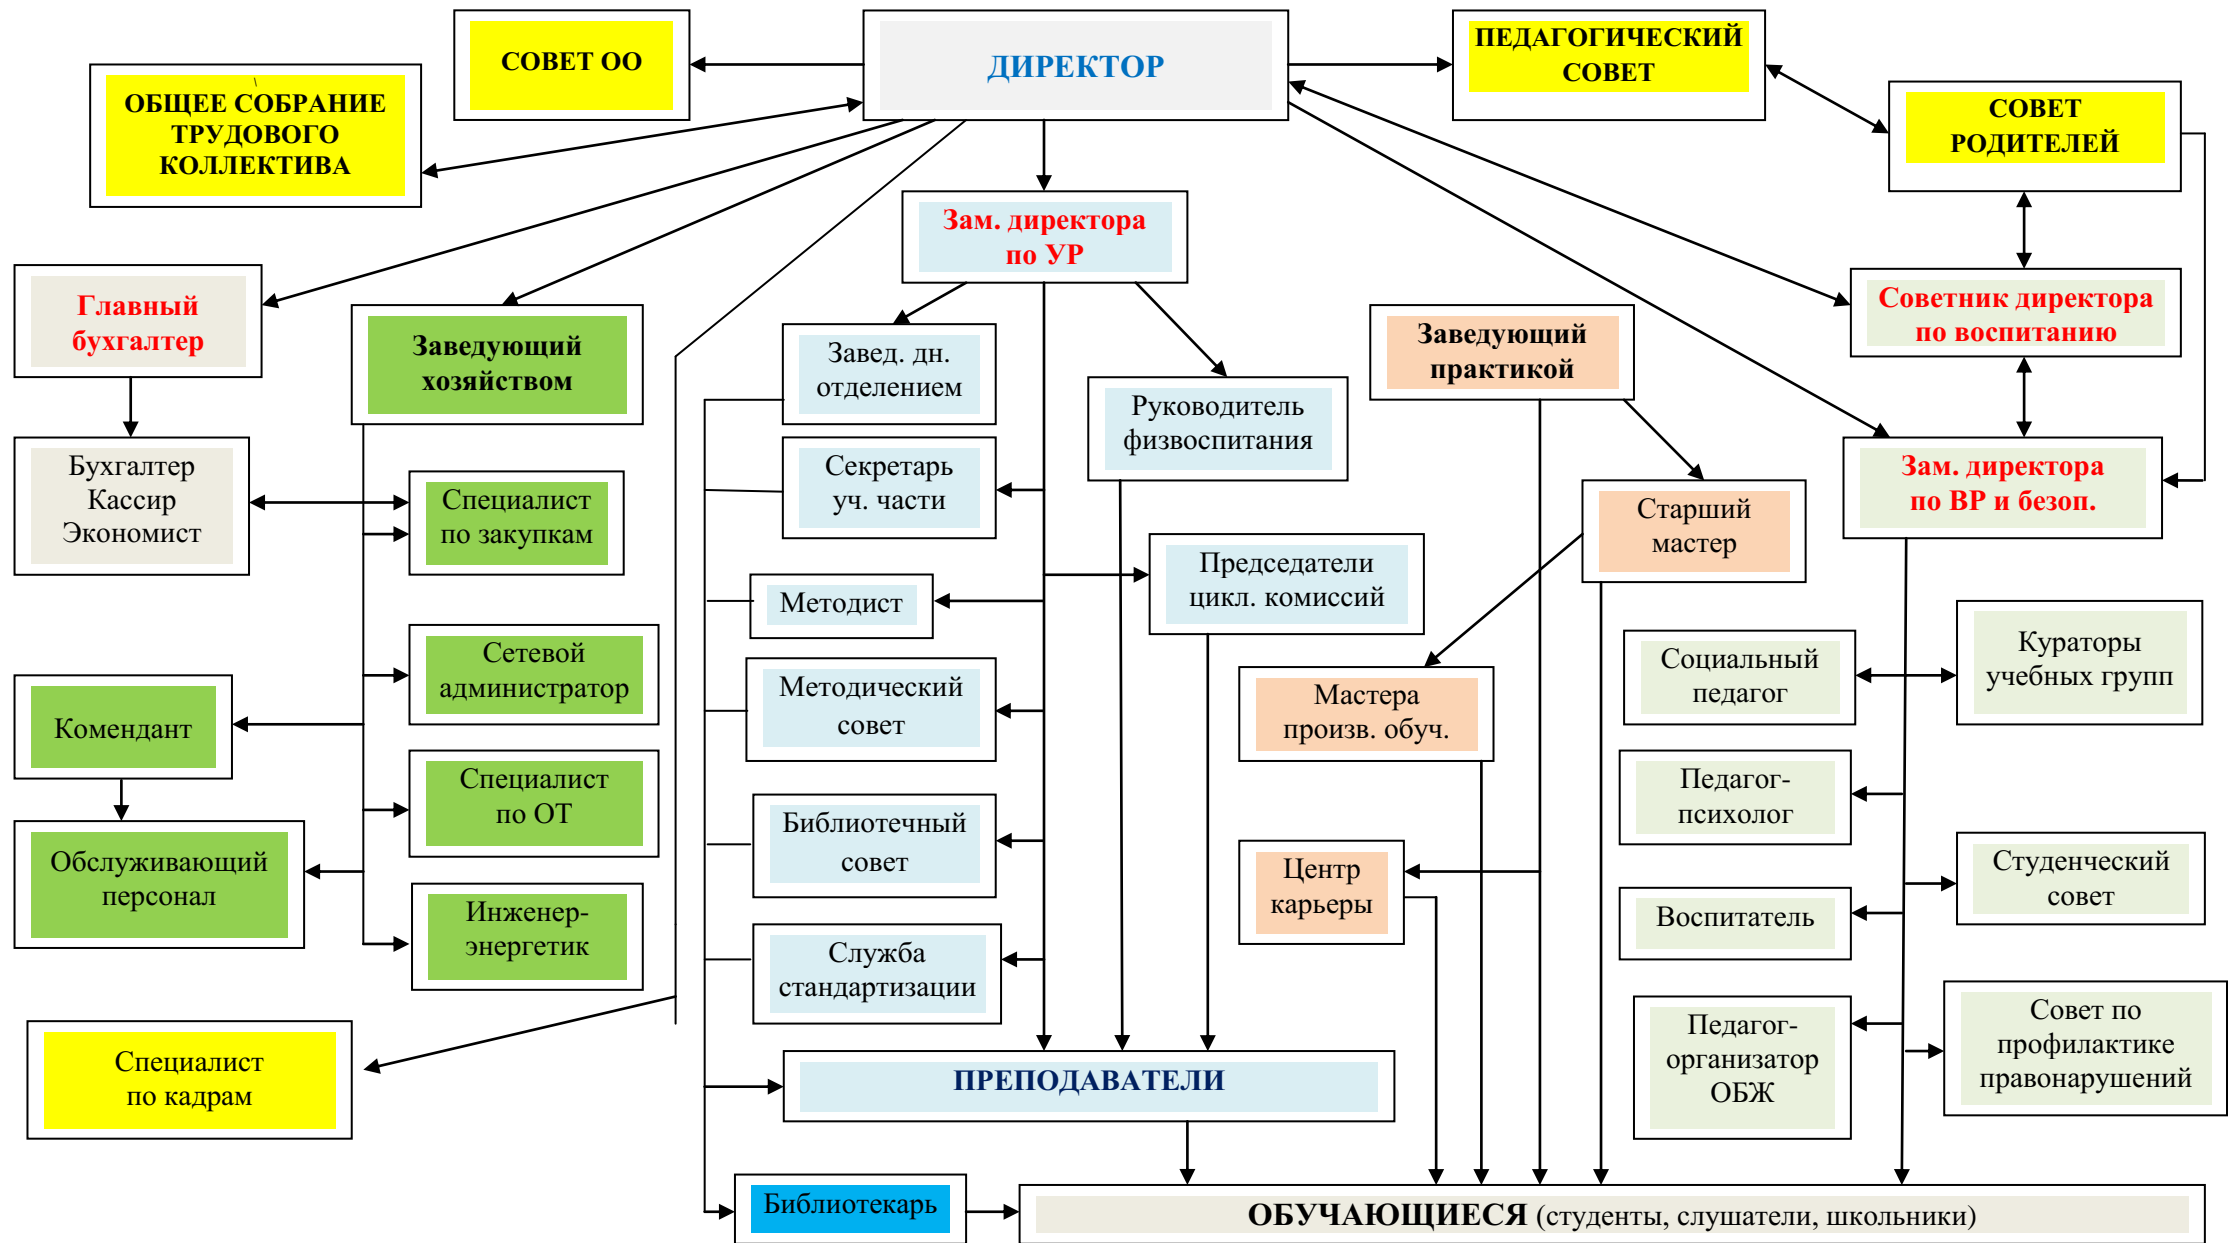 СОВЕТ ОО
ДИРЕКТОР
ПЕДАГОГИЧЕСКИЙ
СОВЕТ
\
ОБЩЕЕ СОБРАНИЕ
ТРУДОВОГО
КОЛЛЕКТИВА
СОВЕТ
РОДИТЕЛЕЙ
Зам. директора
по УР
Главный
бухгалтер
Заведующий
хозяйством
Завед. дн.
отделением
Руководитель
физвоспитания
Заведующий
практикой
Советник директора
по воспитанию
Бухгалтер
Кассир
Экономист
Специалист
по закупкам
Секретарь
уч. части
Старший
мастер
Зам. директора
по ВР и безоп.
Методист
Председатели
цикл. комиссий
Сетевой
администратор
Комендант
Методический
совет
Мастера
произв. обуч.
Социальный
педагог
Кураторы
учебных групп
Специалист
по ОТ
Библиотечный
совет
Педагог-
психолог
Обслуживающий
персонал
Центр
карьеры
Студенческий
совет
Инженер-
энергетик
Воспитатель
Служба
стандартизации
Специалист
по кадрам
Педагог-
организатор
ОБЖ
Совет по
профилактике
правонарушений
ПРЕПОДАВАТЕЛИ
Библиотекарь
ОБУЧАЮЩИЕСЯ (студенты, слушатели, школьники)